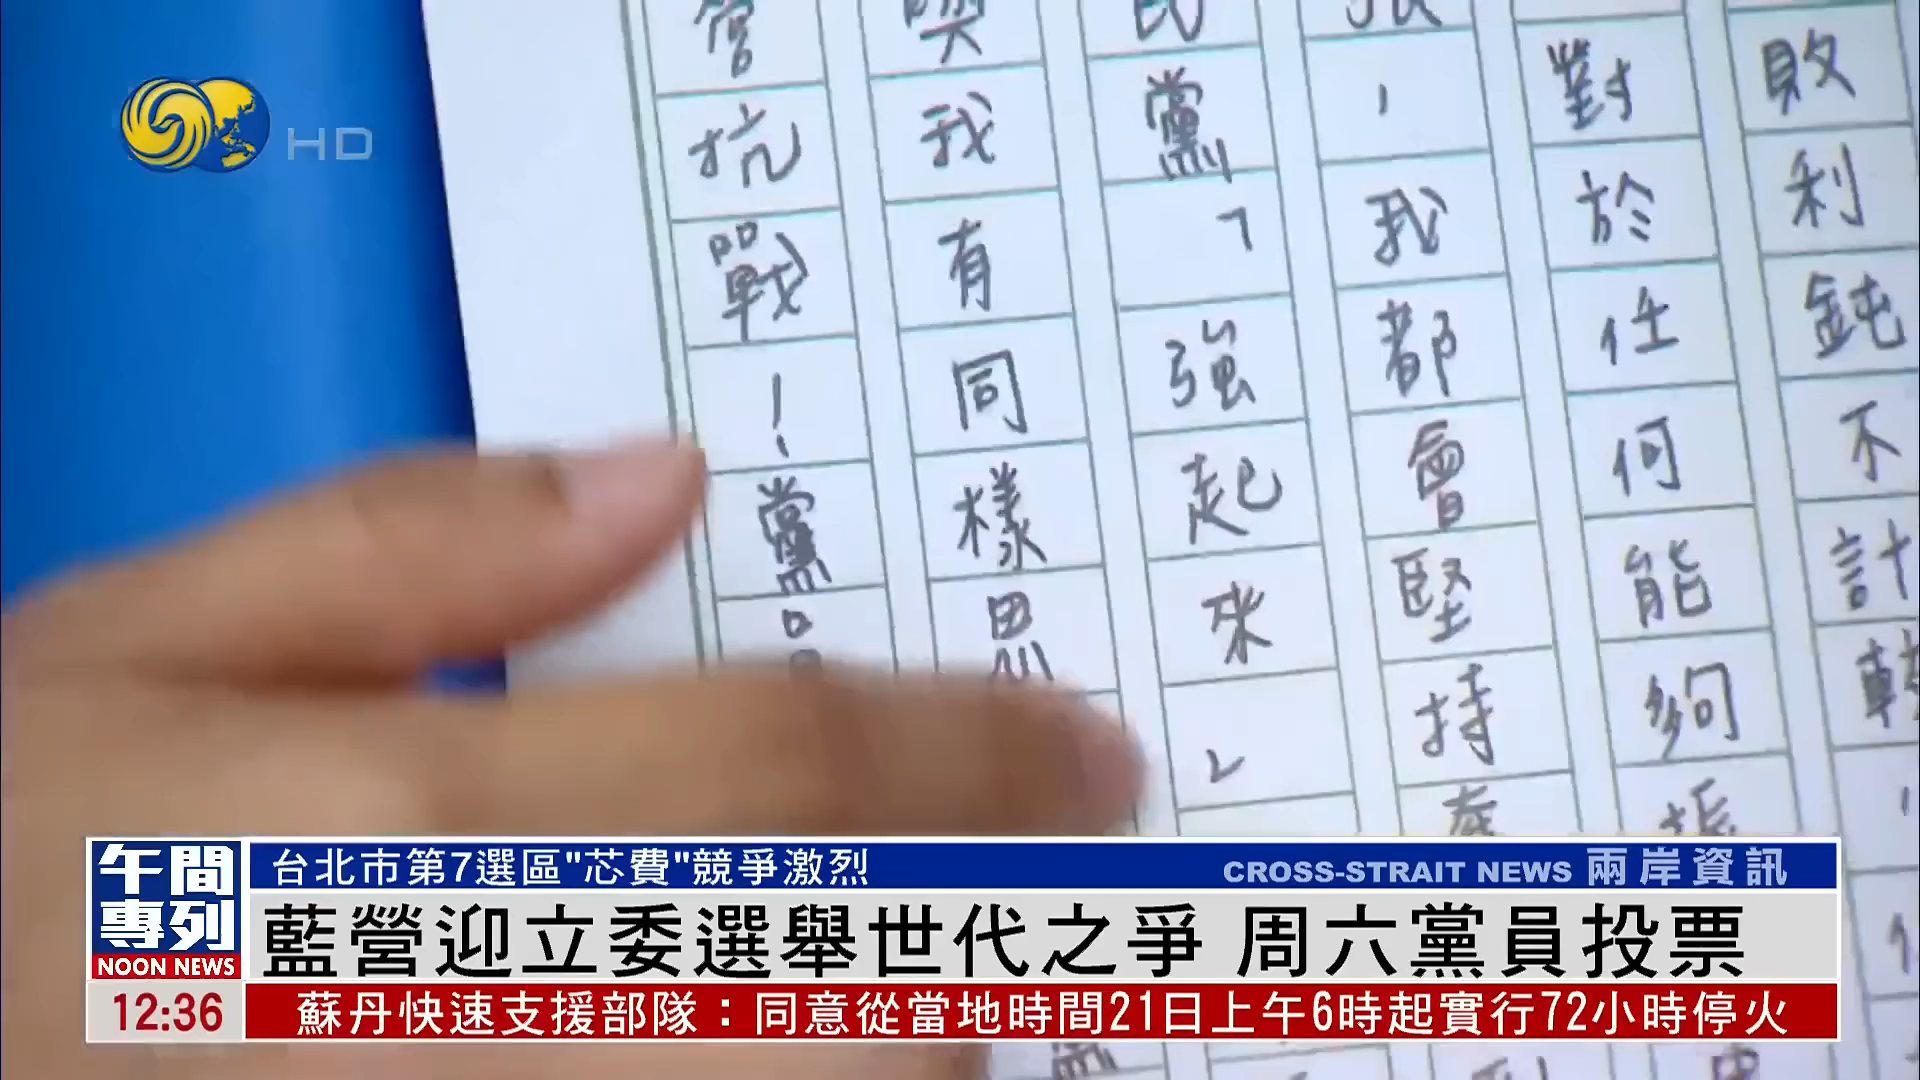 HD
敗利鈍不計
對於任何能夠振
，我都會堅持
民黨「強起來」
我有同樣
營抗戰！黨
午間專列
NOON NEWS
12:36
台北市第7選區"芯費"競爭激烈
CROSS-STRAIT NEWS 兩岸資訊
藍營迎立委選舉世代之爭 周六黨員投票
蘇丹快速支援部隊：同意從當地時間21日上午6時起實行72小時停火